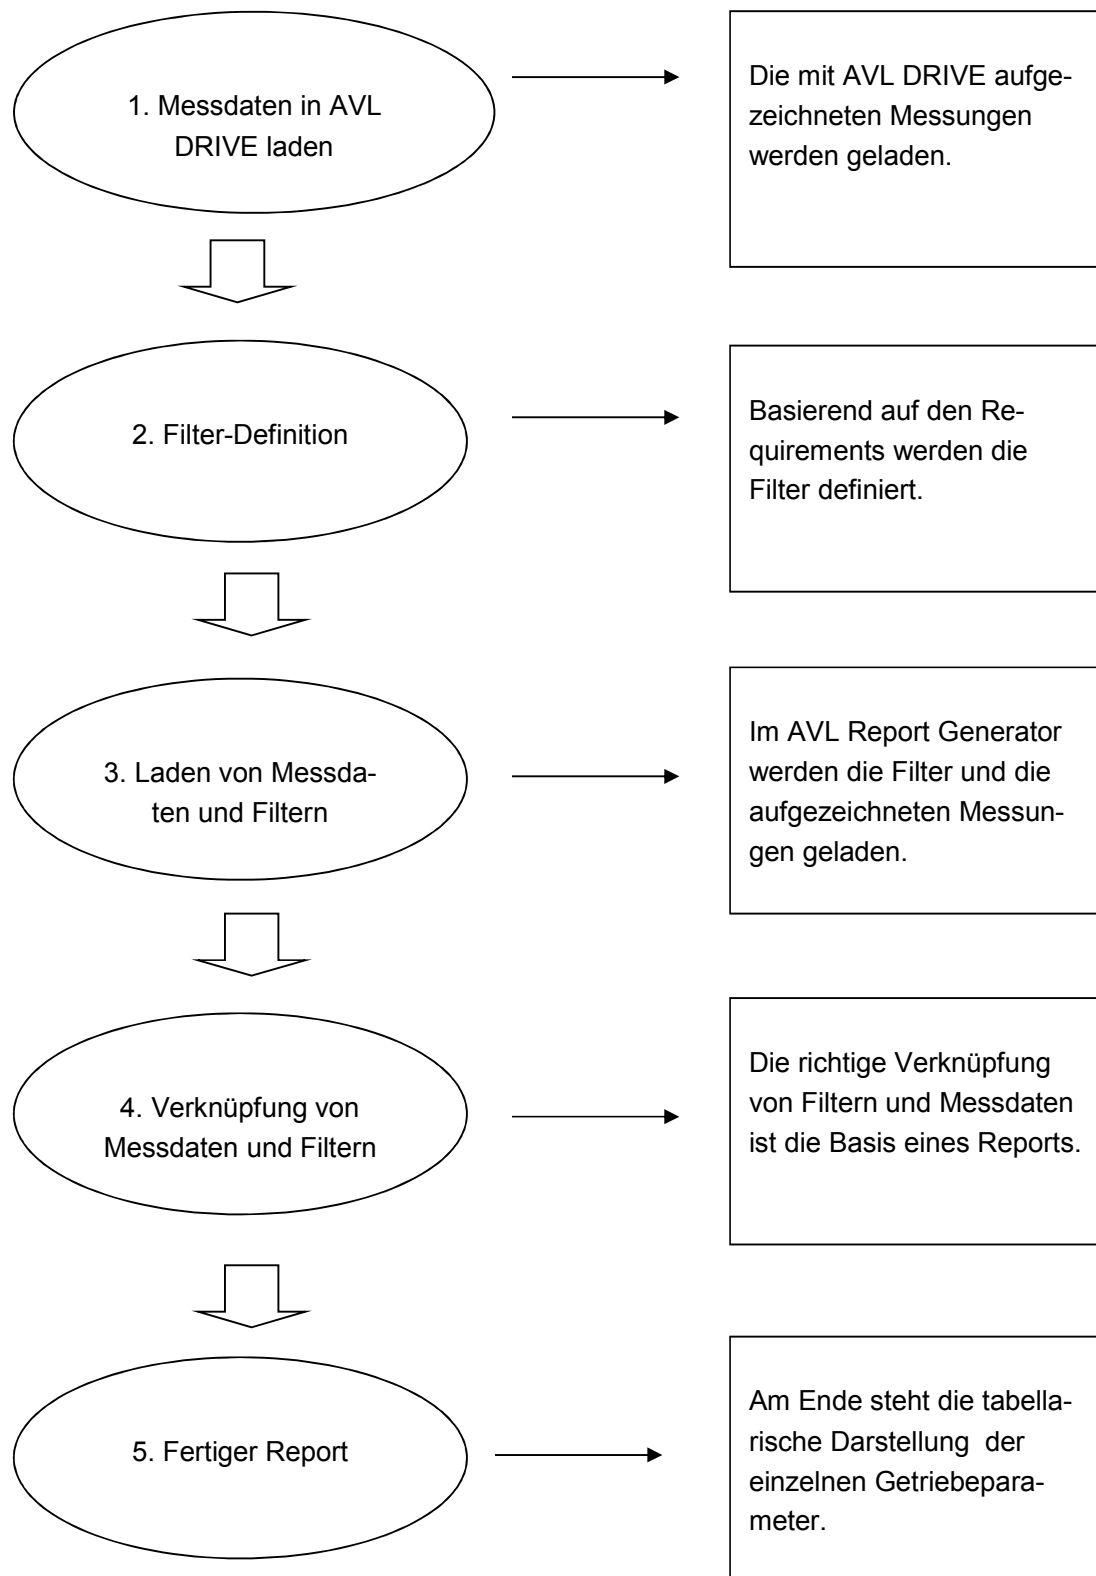 1. Messdaten in AVL
DRIVE laden
Die mit AVL DRIVE aufge-
zeichneten Messungen
werden geladen.
2. Filter-Definition
Basierend auf den Re-
quirements werden die
Filter definiert.
3. Laden von Messda-
ten und Filtern
Im AVL Report Generator
werden die Filter und die
aufgezeichneten Messun-
gen geladen.
4. Verknüpfung von
Messdaten und Filtern
Die richtige Verknüpfung
von Filtern und Messdaten
ist die Basis eines Reports.
5. Fertiger Report
Am Ende steht die tabella-
rische Darstellung der
einzelnen Getriebepara-
meter.